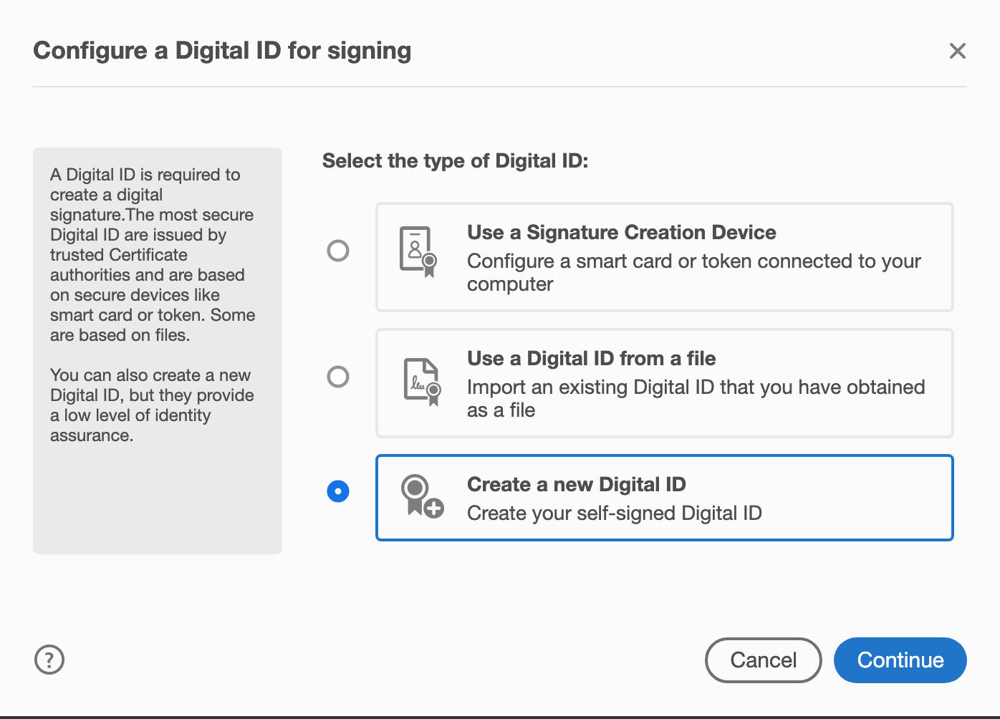 Configure a Digital ID for signing
A Digital ID is required to
create a digital
signature.The most secure
Digital ID are issued by
trusted Certificate
authorities and are based
on secure devices like
smart card or token. Some
are based on files.
You can also create a new
Digital ID, but they provide
a low level of identity
assurance.
Select the type of Digital ID:
Use a Signature Creation Device
Configure a smart card or token connected to your
computer
Use a Digital ID from a file
Import an existing Digital ID that you have obtained
as a file
Create a new Digital ID
Create your self-signed Digital ID
?
Cancel
Continue